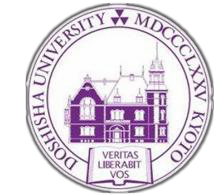 DOSHISHA UNIVERSITY MDCCCLXXV KYOTO
VERITAS
LIBERABIT
VOS